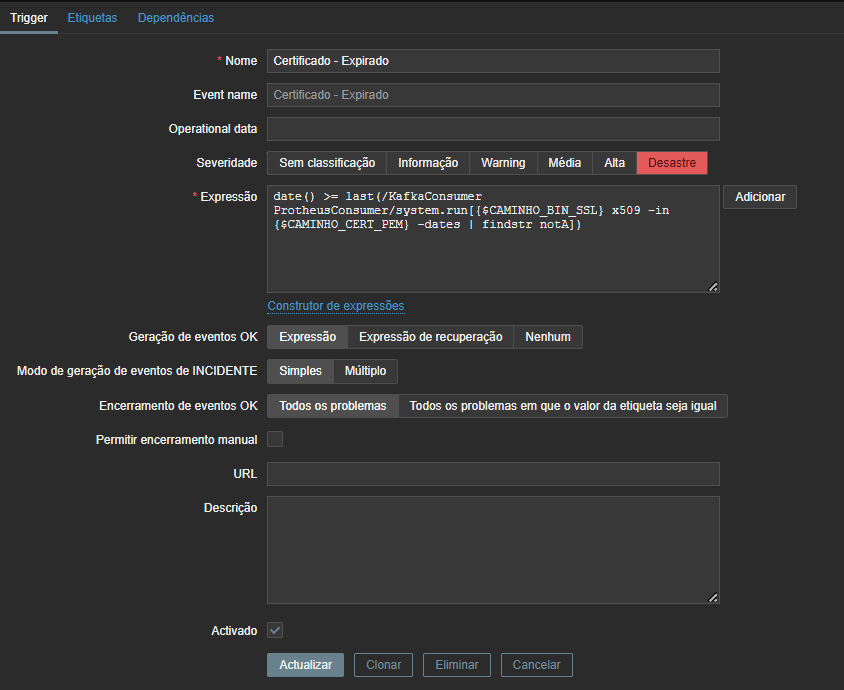 Trigger Etiquetas Dependências
* Nome Certificado - Expirado
Event name Certificado - Expirado
Operational data
Severidade Sem classificação Informação Warning Média Alta Desastre
* Expressão date() >= last(/KafkaConsumer Adicionar
ProtheusConsumer/system.run[{$CAMINHO_BIN_SSL} x509 -in
{$CAMINHO_CERT_PEM} -dates | findstr notA])
Construtor de expressões
Geração de eventos OK Expressão Expressão de recuperação Nenhum
Modo de geração de eventos de INCIDENTE Simples Múltiplo
Encerramento de eventos OK Todos os problemas Todos os problemas em que o valor da etiqueta seja igual
Permitir encerramento manual
URL
Descrição
Activado
Actualizar Clonar Eliminar Cancelar